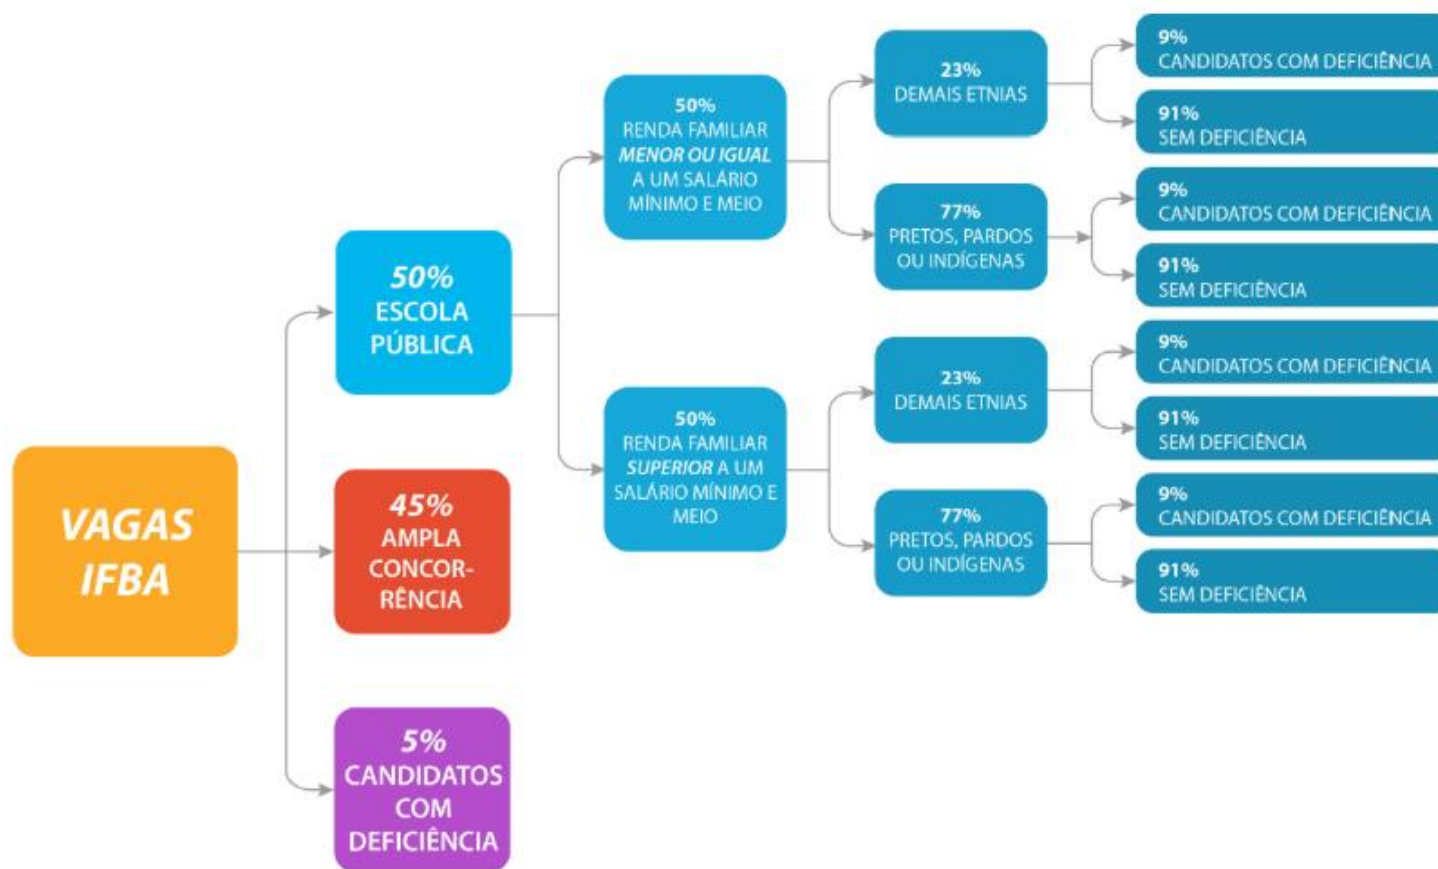 VAGAS
IFBA
50%
ESCOLA
PÚBLICA
45%
AMPLA
CONCOR-
RÊNCIA
5%
CANDIDATOS
COM
DEFICIÊNCIA
50%
RENDA FAMILIAR
MENOR OU IGUAL
A UM SALÁRIO
MÍNIMO E MEIO
50%
RENDA FAMILIAR
SUPERIOR A UM
SALÁRIO MÍNIMO E
MEIO
23%
DEMAIS ETNIAS
77%
PRETOS, PARDOS
OU INDÍGENAS
23%
DEMAIS ETNIAS
77%
PRETOS, PARDOS
OU INDÍGENAS
9%
CANDIDATOS COM DEFICIÊNCIA
91%
SEM DEFICIÊNCIA
9%
CANDIDATOS COM DEFICIÊNCIA
91%
SEM DEFICIÊNCIA
9%
CANDIDATOS COM DEFICIÊNCIA
91%
SEM DEFICIÊNCIA
9%
CANDIDATOS COM DEFICIÊNCIA
91%
SEM DEFICIÊNCIA